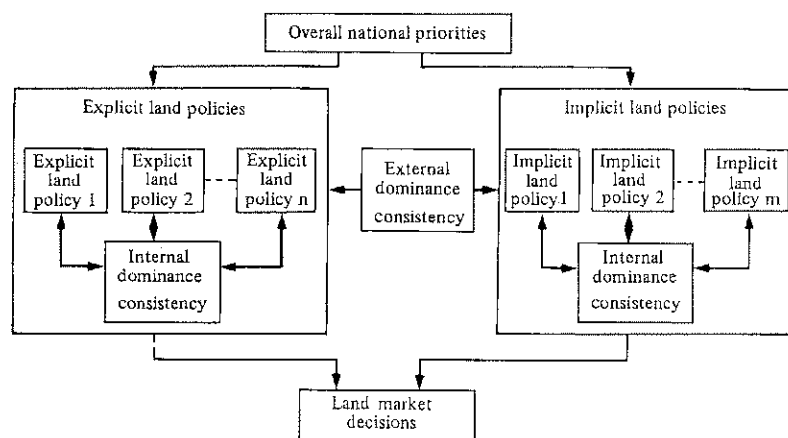 Overall national priorities
Explicit land policies
Explicit
land
policy 1
Explicit
land
policy 2
Explicit
land
policy n
Internal
dominance
consistency
External
dominance
consistency
Implicit land policies
Implicit
land
policy.1
Implicit
land
policy 2
Implicit
land
policy m
Internal
dominance
consistency
Land market
decisions